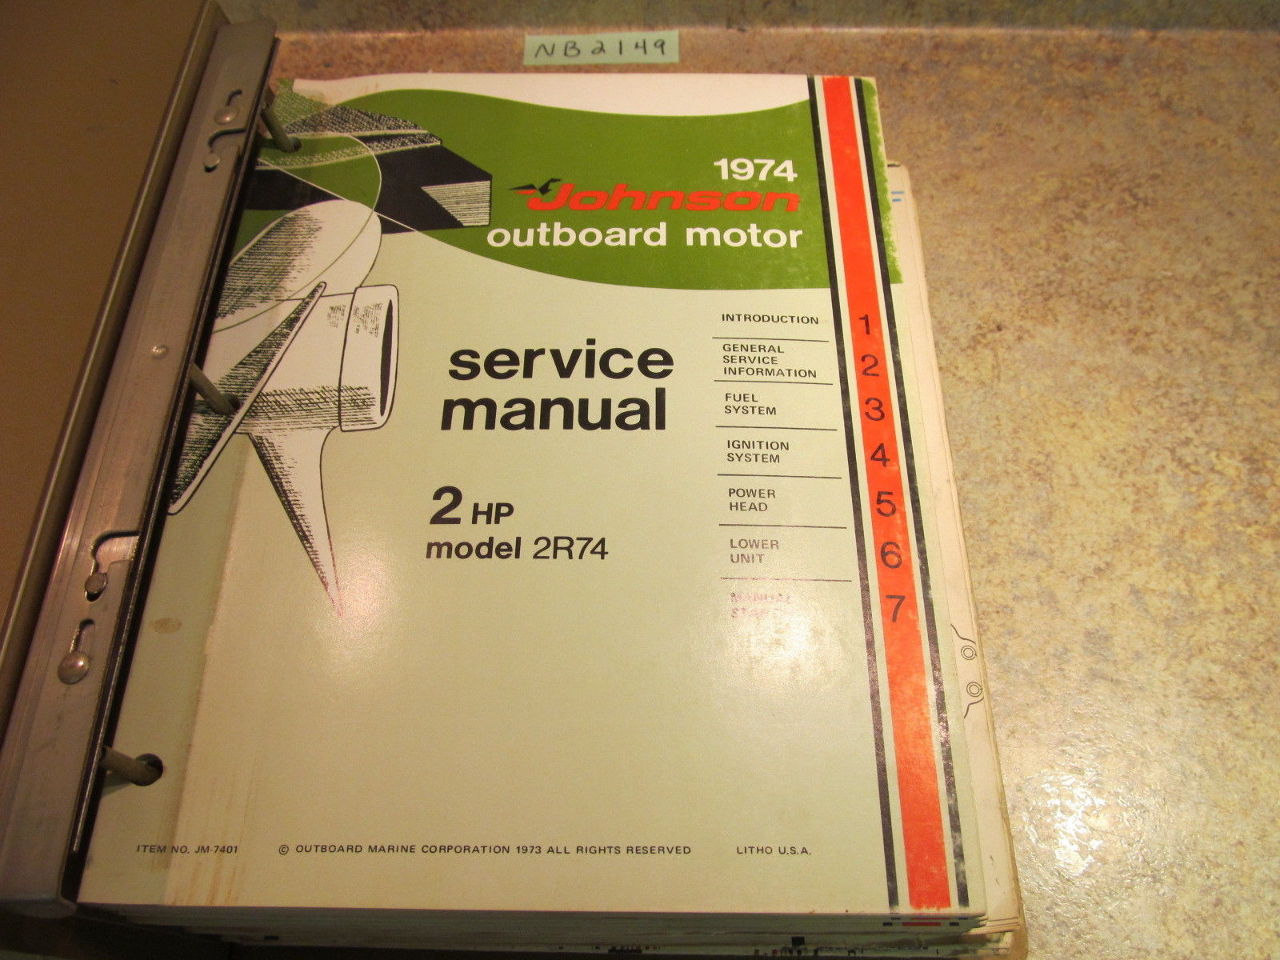 NB2149
1974
Johnson
outboard motor
service
manual
2 HP
model 2R74
INTRODUCTION 1
GENERAL
SERVICE
INFORMATION 2
FUEL
SYSTEM 3
IGNITION
SYSTEM 4
POWER
HEAD 5
LOWER
UNIT 6
MANUAL
7
ITEM NO. JM-7401
© OUTBOARD MARINE CORPORATION 1973 ALL RIGHTS RESERVED
LITHO U.S.A.